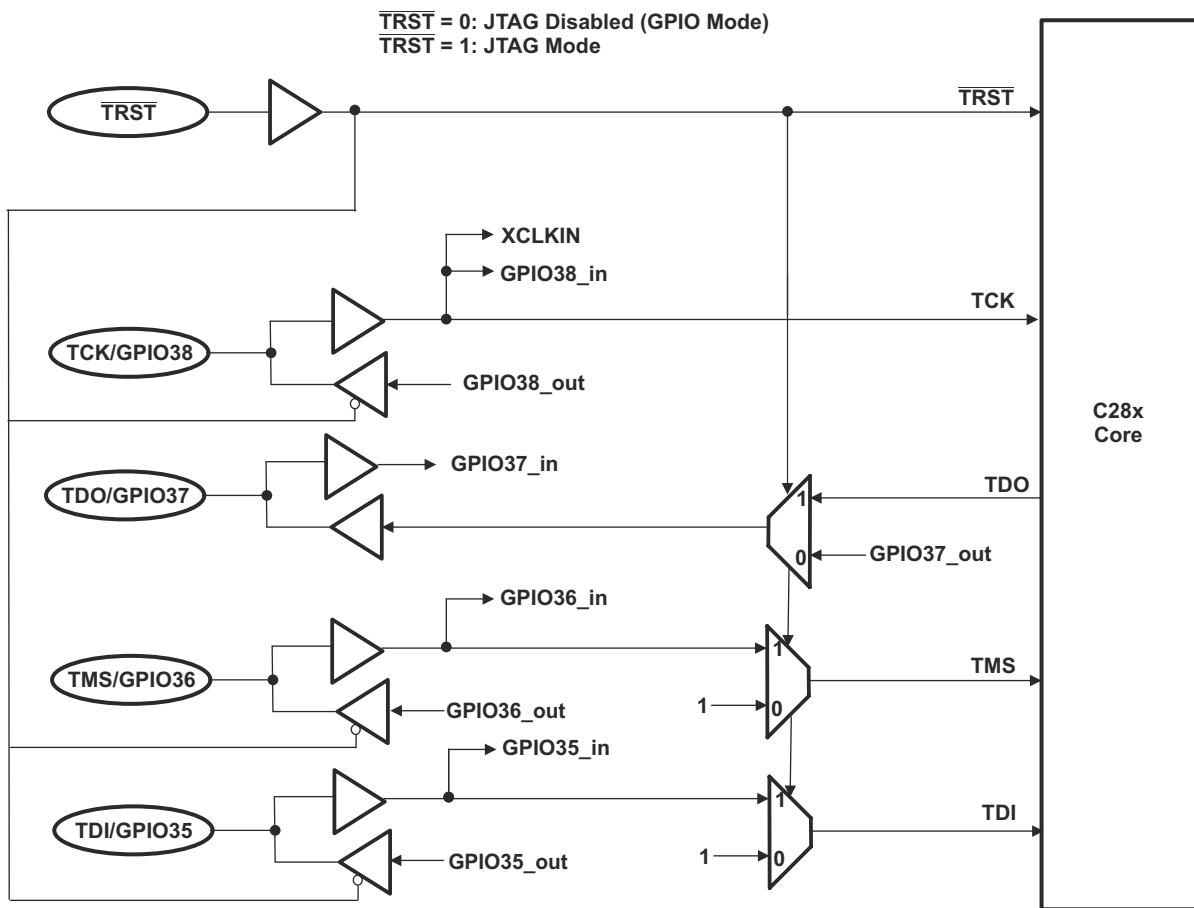 TRST = 0: JTAG Disabled (GPIO Mode)
TRST = 1: JTAG Mode
TRST
TRST
XCLKIN
GPIO38_in
TCK
TCK/GPIO38
GPIO38_out
C28x
Core
GPIO37_in
TDO/GPIO37
TDO
1
0
GPIO37_out
GPIO36_in
1
TMS/GPIO36
TMS
GPIO36_out
1
0
GPIO35_in
1
TDI/GPIO35
TDI
GPIO35_out
1
0